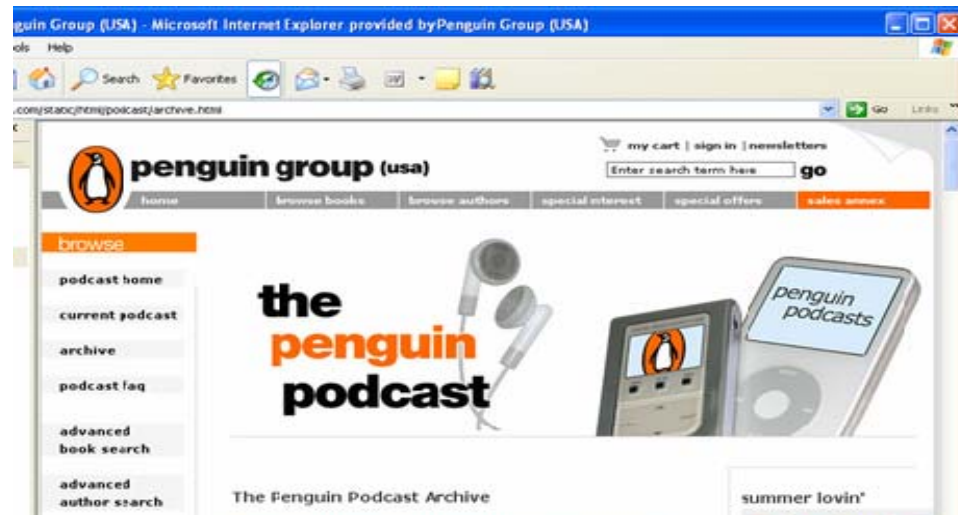 guin Group (USA) - Microsoft Internet Explorer provided byPenguin Group (USA)
ols Help
Search Favorites
.com/static/html/podcast/archive.html Go Links
my cart | sign in | newsletters
penguin group (usa)
Enter search term here go
home browse books browse authors special interest special offers sales annex
browse
podcast home
current podcast
archive
podcast faq
advanced
book search
advanced
author search
the
penguin
podcast
penguin
podcasts
The Penguin Podcast Archive
summer lovin'